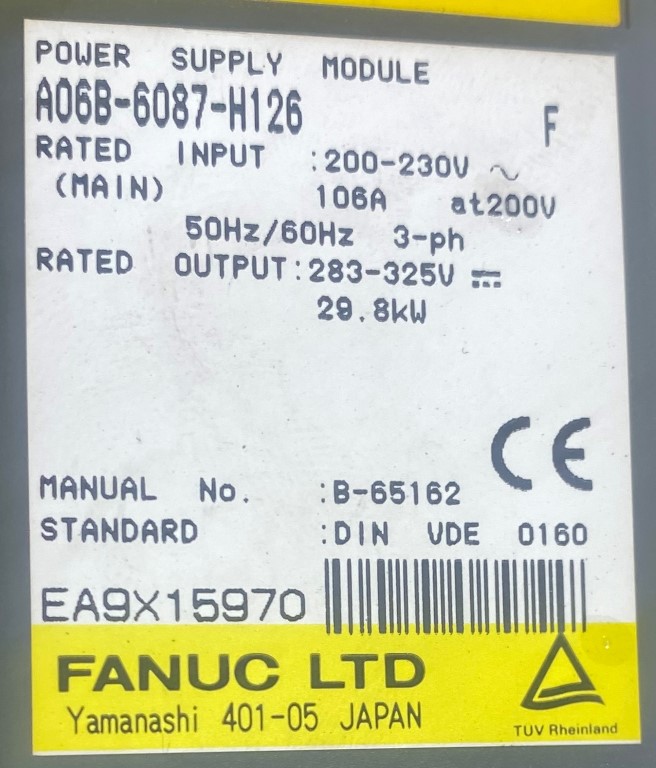 POWER SUPPLY MODULE
A06B-6087-H126
F
RATED INPUT :200-230V ~
(MAIN) 106A at200V
50Hz/60Hz 3-ph
RATED OUTPUT:283-325V ⎓
29.8kW
CE
MANUAL No. :B-65162
STANDARD :DIN VDE 0160
EA9X15970
FANUC LTD
Yamanashi 401-05 JAPAN
TÜV Rheinland